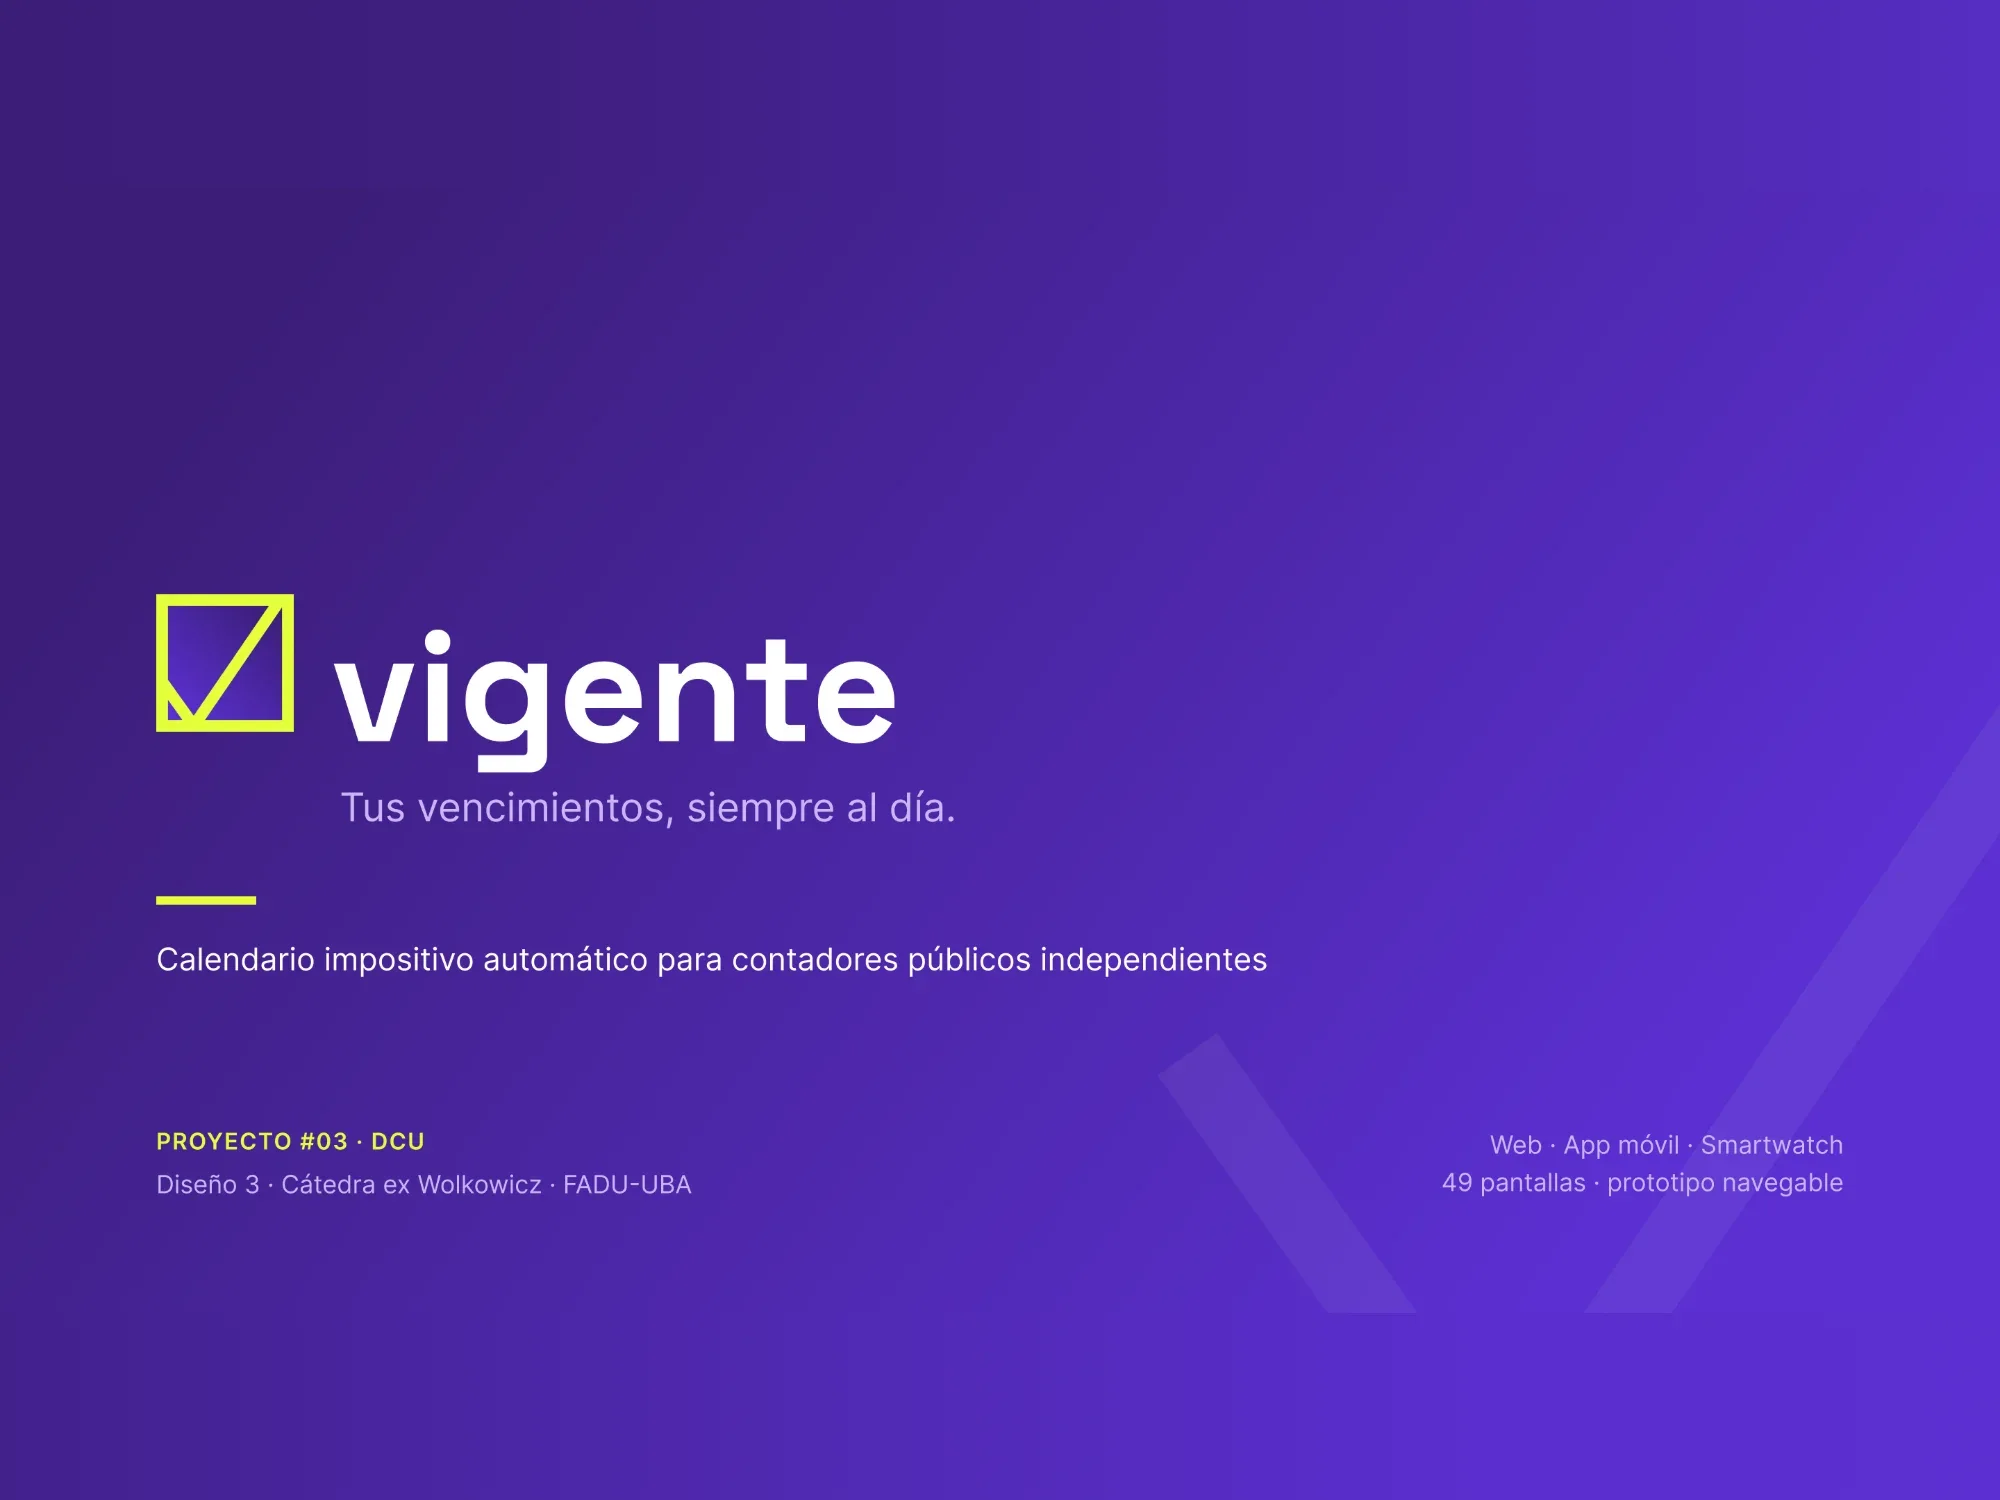 vigente
Tus vencimientos, siempre al día.
Calendario impositivo automático para contadores públicos independientes
PROYECTO #03 · DCU
Diseño 3 · Cátedra ex Wolkowicz · FADU-UBA
Web · App móvil · Smartwatch
49 pantallas · prototipo navegable